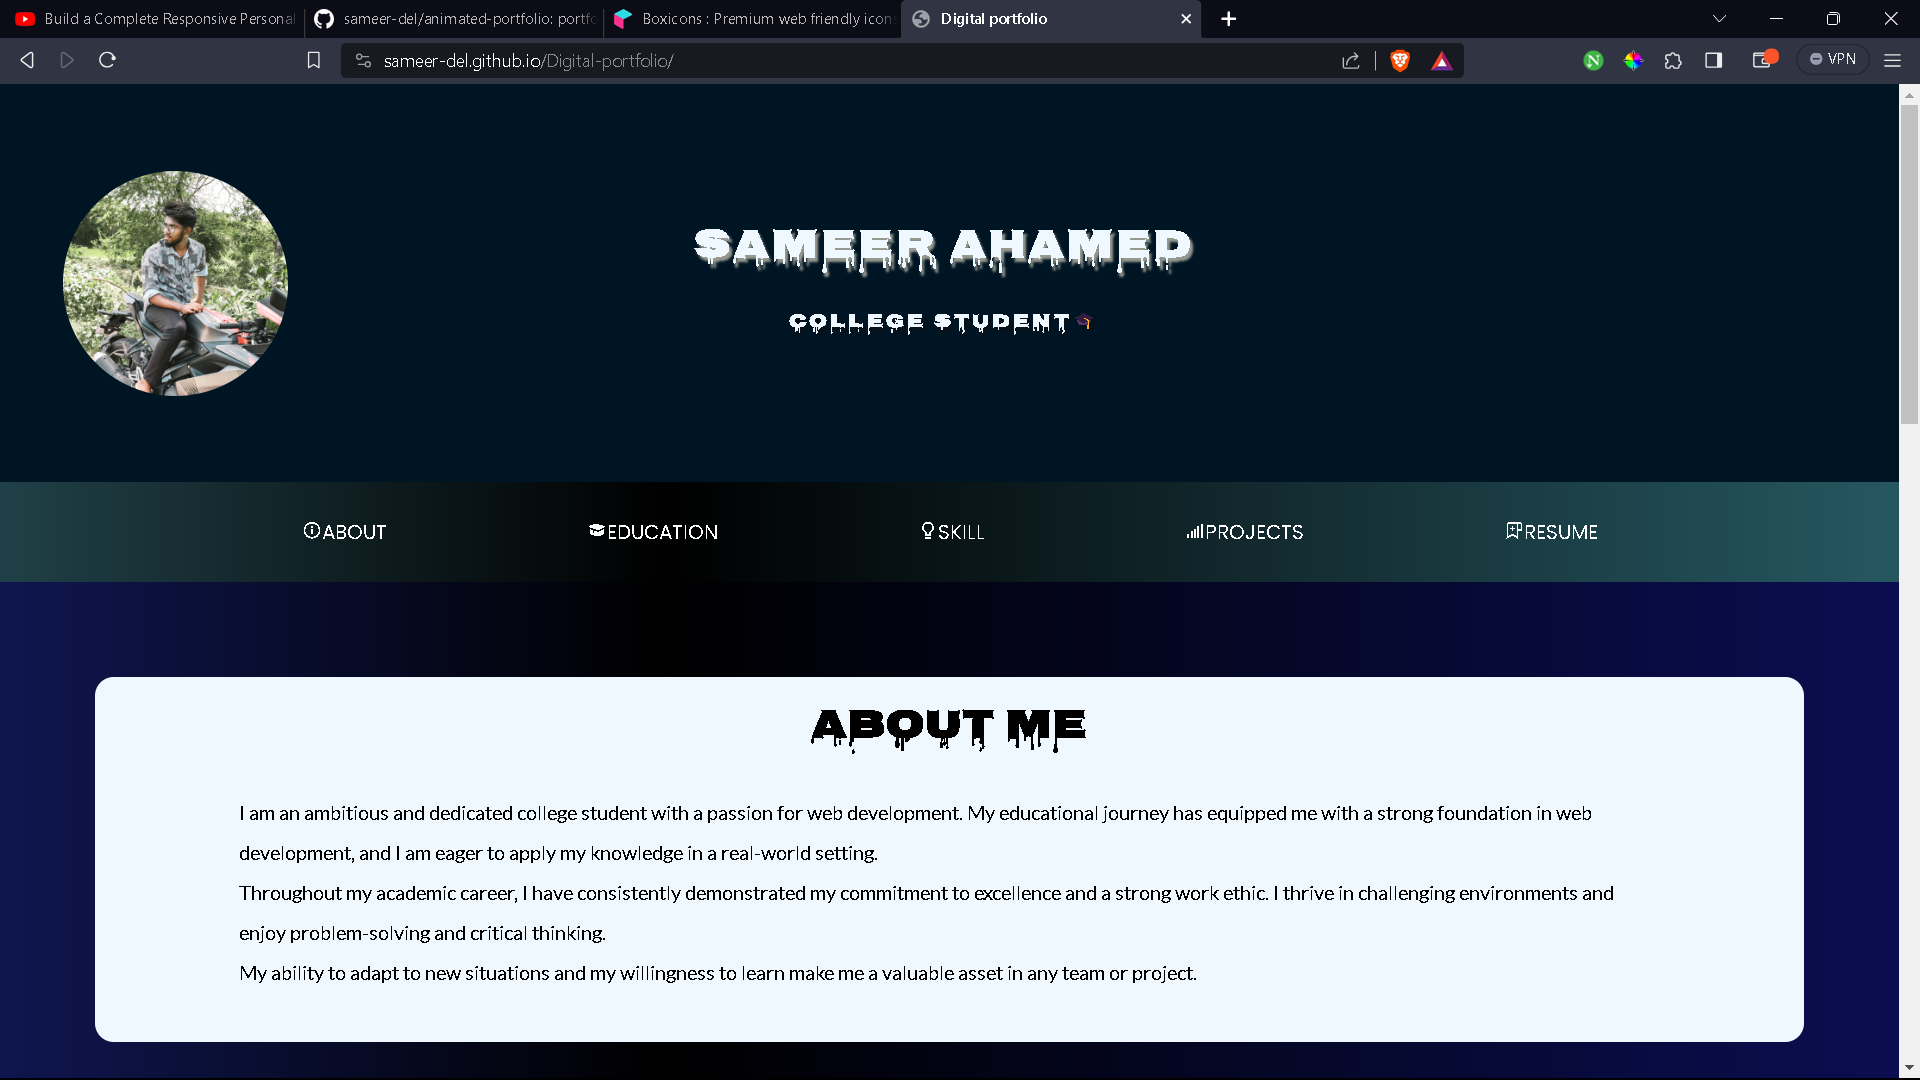 Build a Complete Responsive Personal
sameer-del/animated-portfolio: portfo
Boxicons : Premium web friendly icon
Digital portfolio
sameer-del.github.io/Digital-portfolio/
VPN
SAMEER AHAMED
COLLEGE STUDENT
ABOUT
EDUCATION
SKILL
PROJECTS
RESUME
ABOUT ME
I am an ambitious and dedicated college student with a passion for web development. My educational journey has equipped me with a strong foundation in web
development, and I am eager to apply my knowledge in a real-world setting.
Throughout my academic career, I have consistently demonstrated my commitment to excellence and a strong work ethic. I thrive in challenging environments and
enjoy problem-solving and critical thinking.
My ability to adapt to new situations and my willingness to learn make me a valuable asset in any team or project.